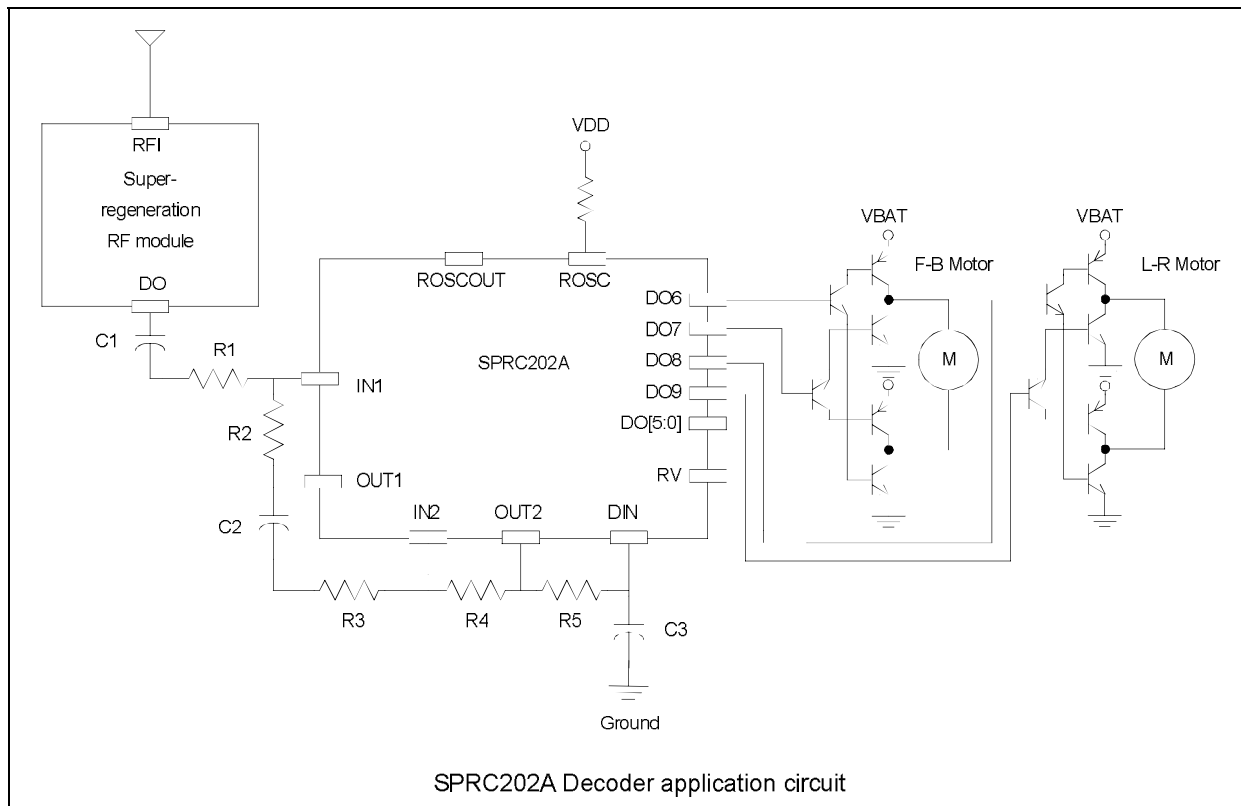 RFI
Super-
regeneration
RF module
DO
C1
R1
R2
C2
VDD
ROSCOUT
ROSC
IN1
SPRC202A
OUT1
IN2
OUT2
DIN
DO6
DO7
DO8
DO9
DO[5:0]
RV
R3
R4
R5
C3
Ground
VBAT
F-B Motor
M
VBAT
L-R Motor
M
SPRC202A Decoder application circuit